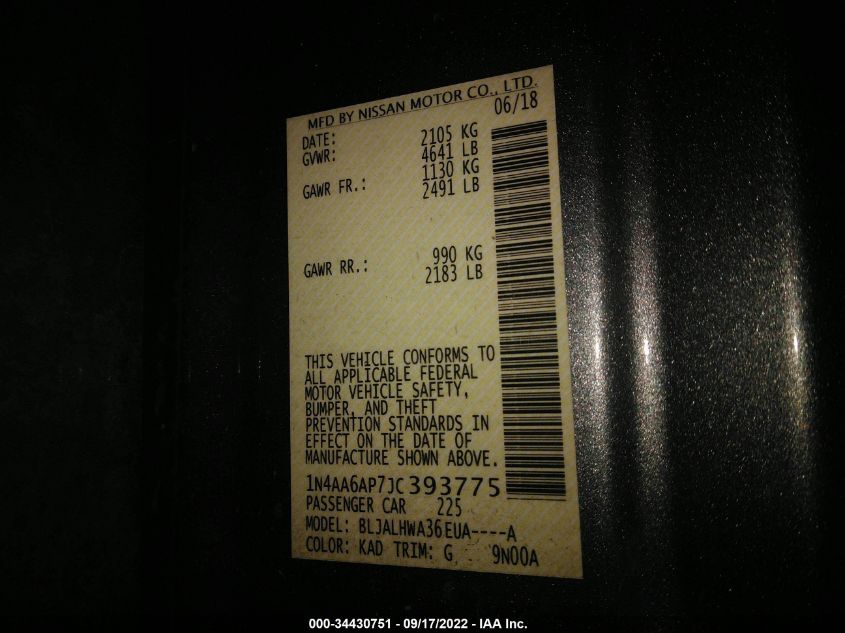 MFD BY NISSAN MOTOR CO., LTD.
DATE: 06/18
GVWR: 2105 KG
4641 LB
GAWR FR.: 1130 KG
2491 LB
GAWR RR.: 990 KG
2183 LB
THIS VEHICLE CONFORMS TO
ALL APPLICABLE FEDERAL
MOTOR VEHICLE SAFETY,
BUMPER, AND THEFT
PREVENTION STANDARDS IN
EFFECT ON THE DATE OF
MANUFACTURE SHOWN ABOVE.
1N4AA6AP7JC393775
PASSENGER CAR 225
MODEL: BLJALHWA36EUA----A
COLOR: KAD TRIM: G 9N00A
000-34430751 - 09/17/2022 - IAA Inc.